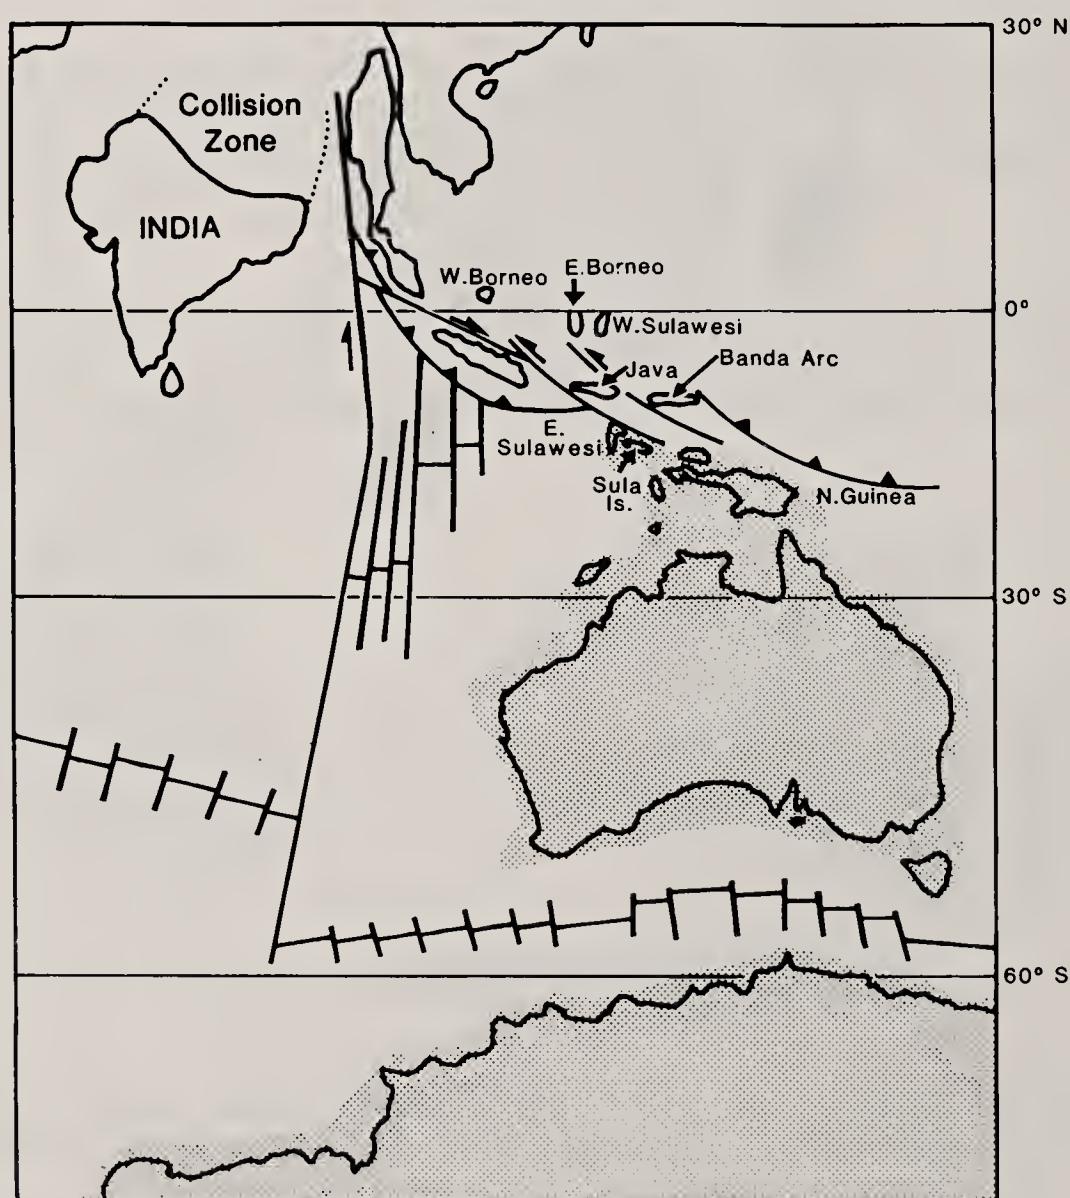 30° N
Collision
Zone
INDIA
W.Borneo
E.Borneo
0°
W.Sulawesi
Banda Arc
Java
E.
Sulawesi
Sula
Is.
N.Guinea
30° S
60° S